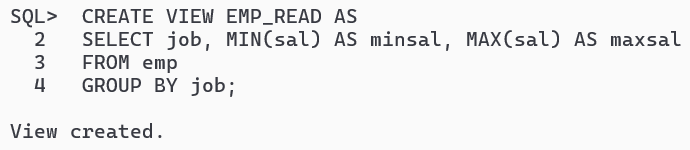 SQL>  CREATE VIEW EMP_READ AS
  2   SELECT job, MIN(sal) AS minsal, MAX(sal) AS maxsal
  3   FROM emp
  4   GROUP BY job;
View created.